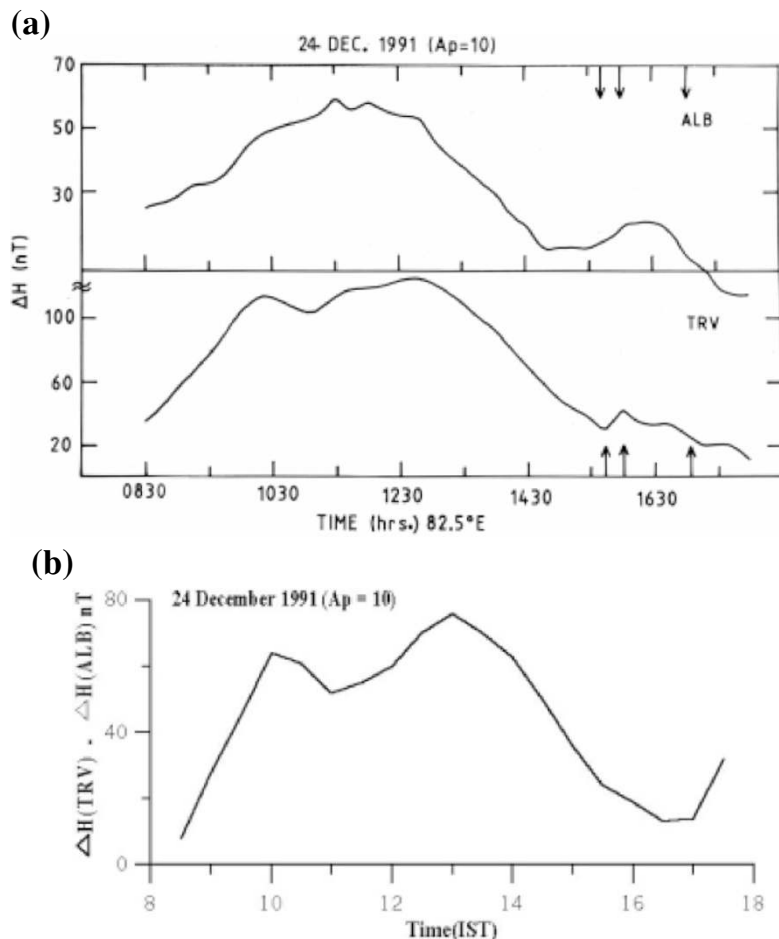 (a)
24 DEC. 1991 (Ap=10)
70
50
30
ALB
ΔH (nT)
100
60
20
TRV
0830 1030 1230 1430 1630
TIME (hrs.) 82.5°E
(b)
24 December 1991 (Ap = 10)
80
40
0
△H(TRV) - △H(ALB) nT
8 10 12 14 16 18
Time(IST)